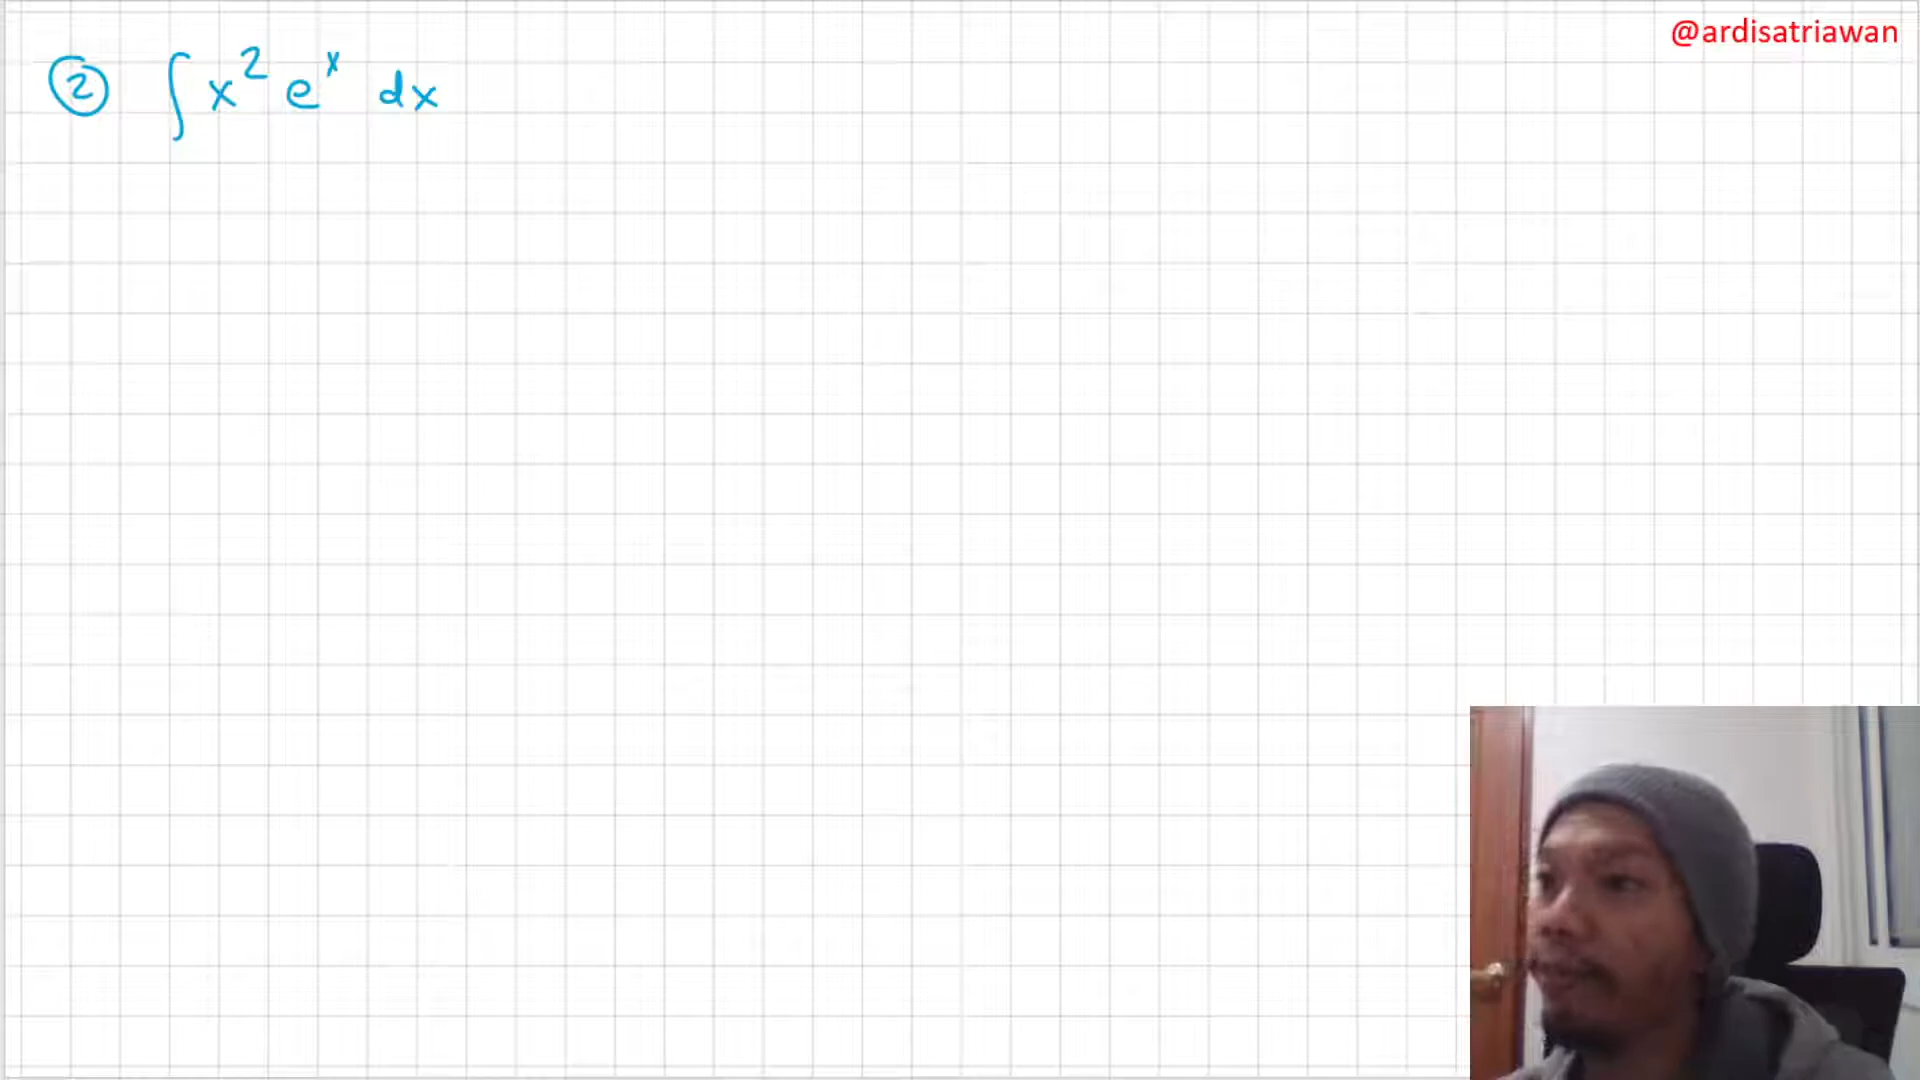 @ardisatriawan
② ∫ x² eˣ dx